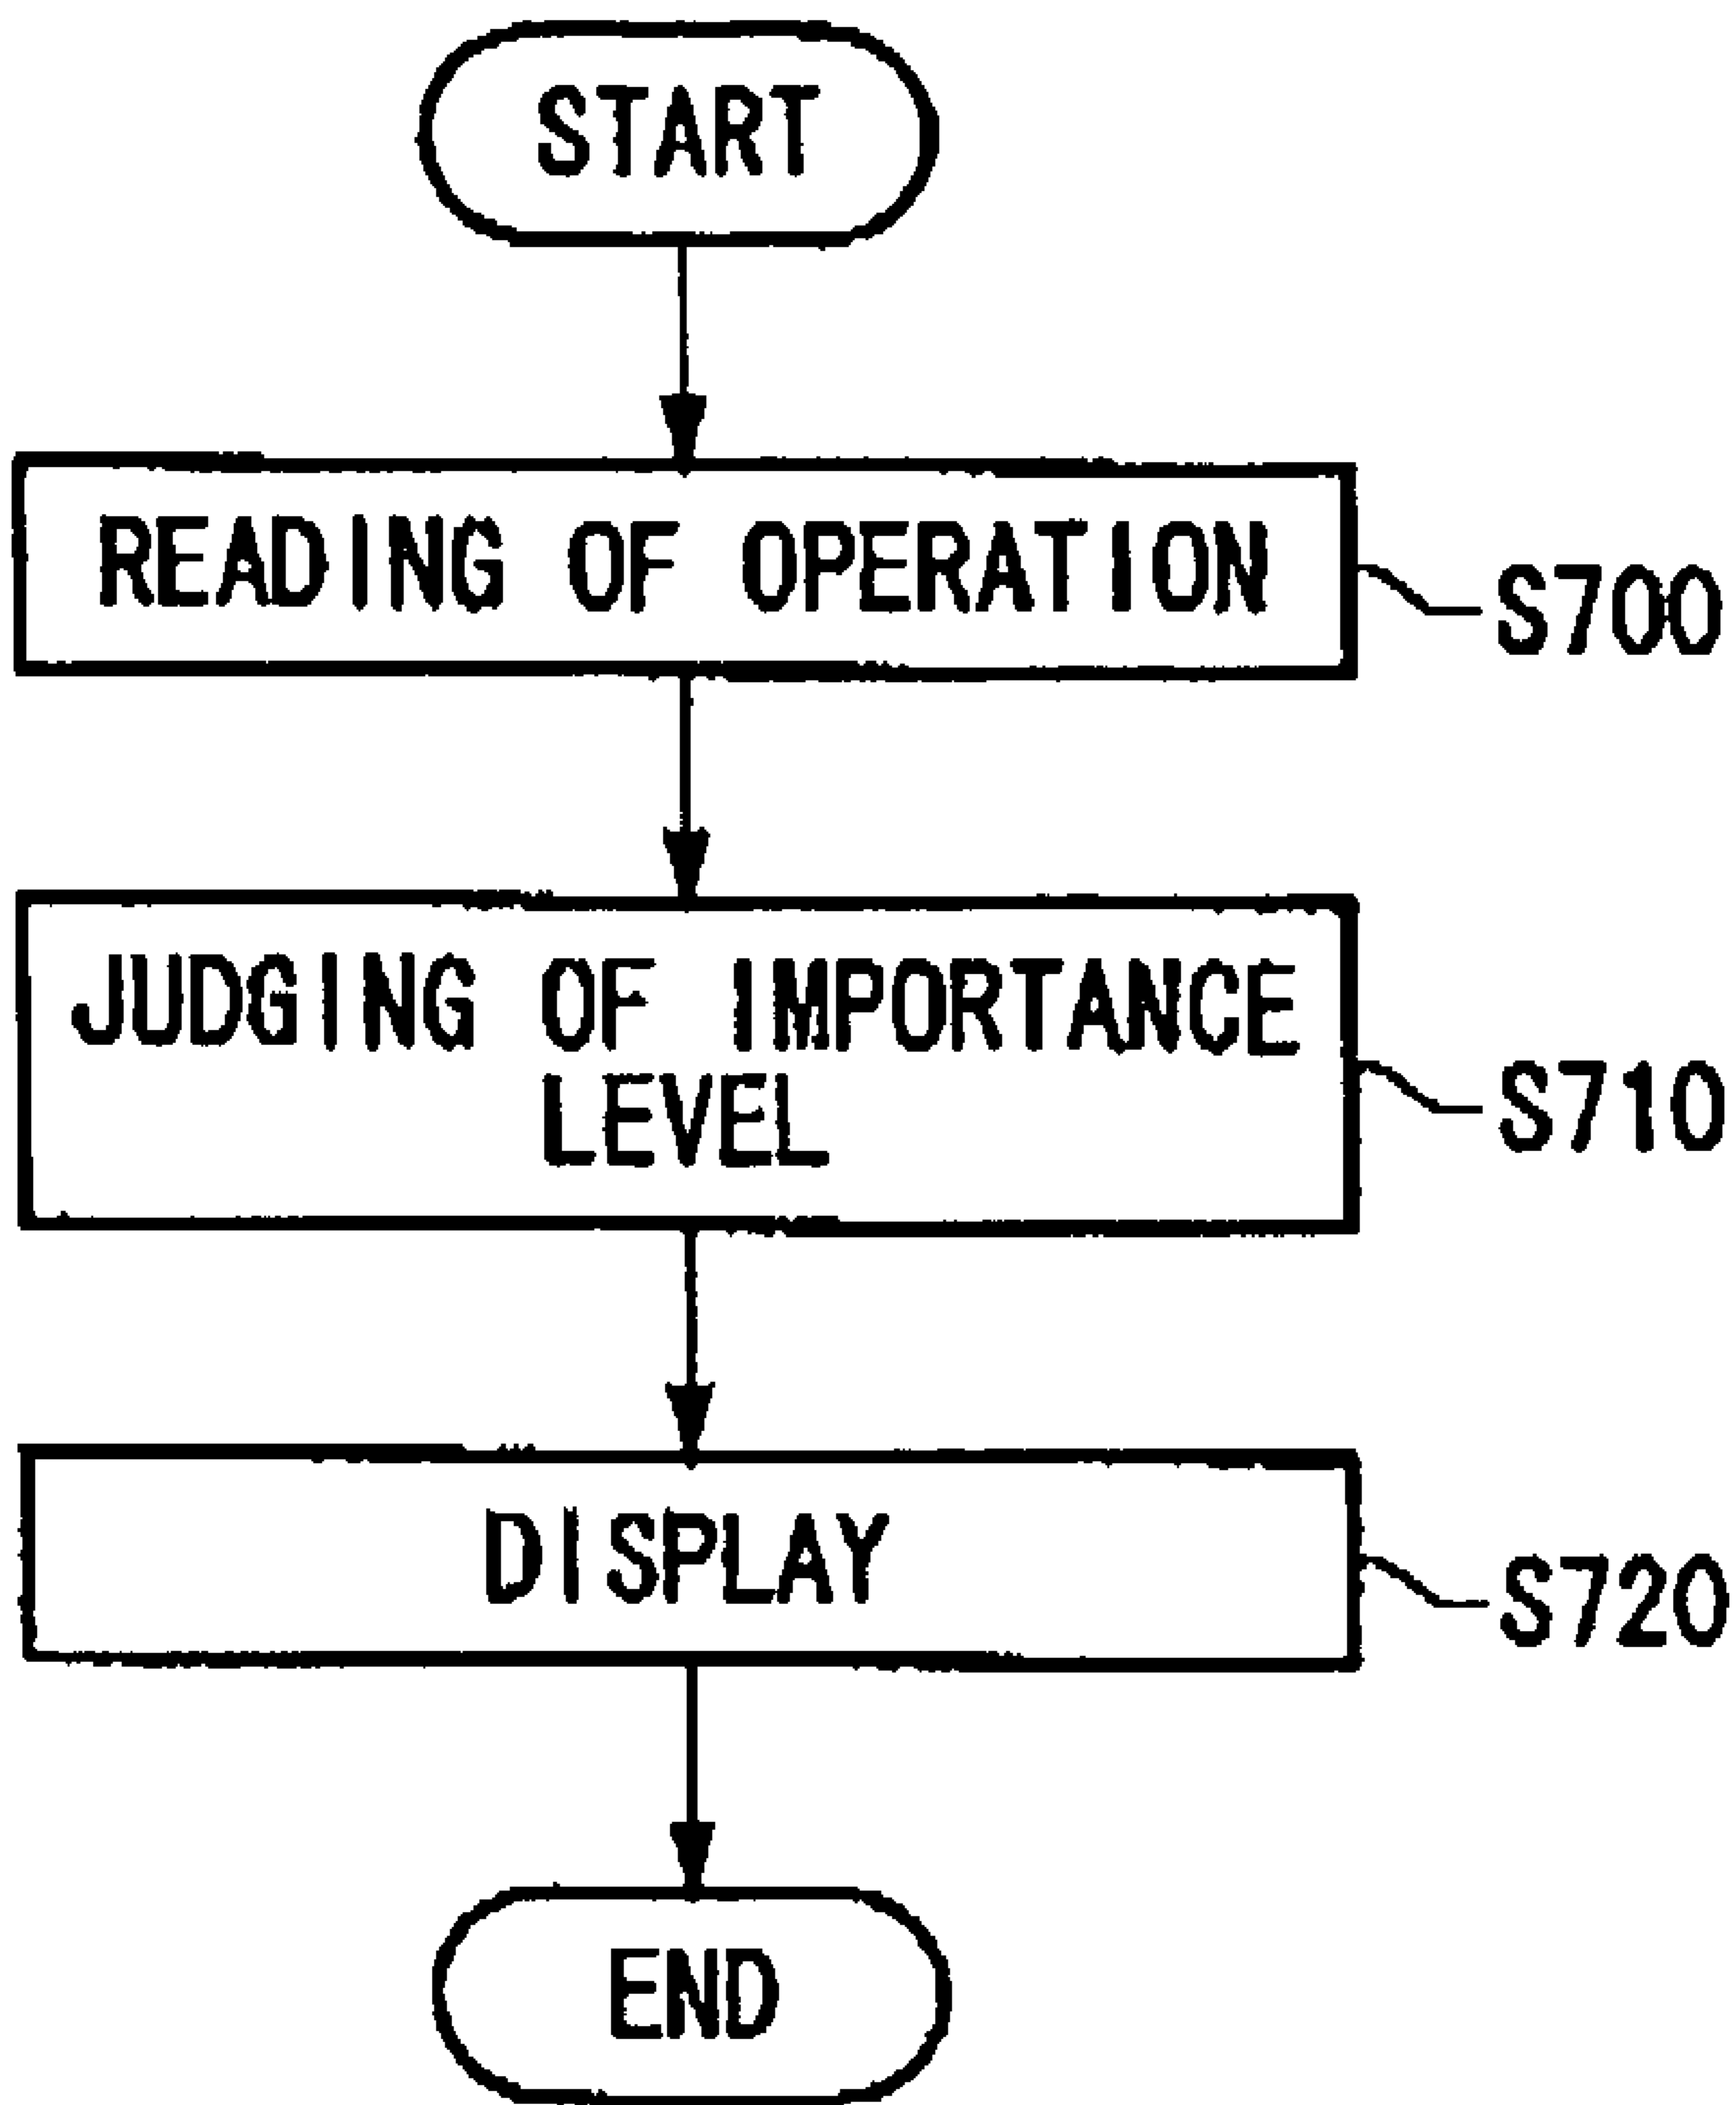 START
READING OF OPERATION
S700
JUDGING OF IMPORTANCE
LEVEL
S710
DISPLAY
S720
END